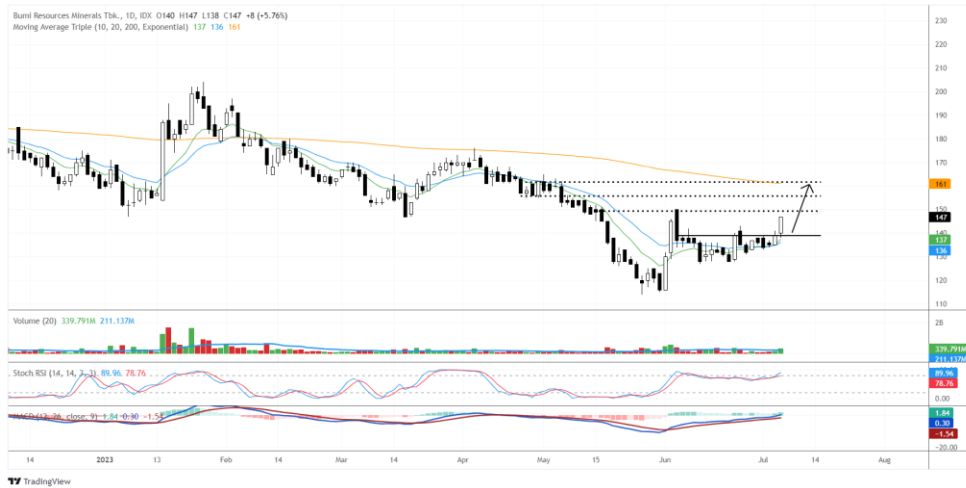 Bumi Resources Minerals Tbk., 1D, IDX O140 H147 L138 C147 +8 (+5.76%)
Moving Average Triple (10, 20, 200, Exponential) 137 136 161
230
220
210
200
190
180
170
161
150
147
140
137
136
130
120
110
Volume (20) 339.791M 211.137M
2B
339.791M
211.137M
Stoch RSI (14, 14, 3, 3) 89.96 78.76
89.96
78.76
0.00
MACD (12, 26, close, 9) 1.84 0.30 −1.54
1.84
0.30
−1.54
−20.00
14 2023 13 Feb 14 Mar 14 Apr 14 May 15 Jun 14 Jul 14 Aug
TradingView